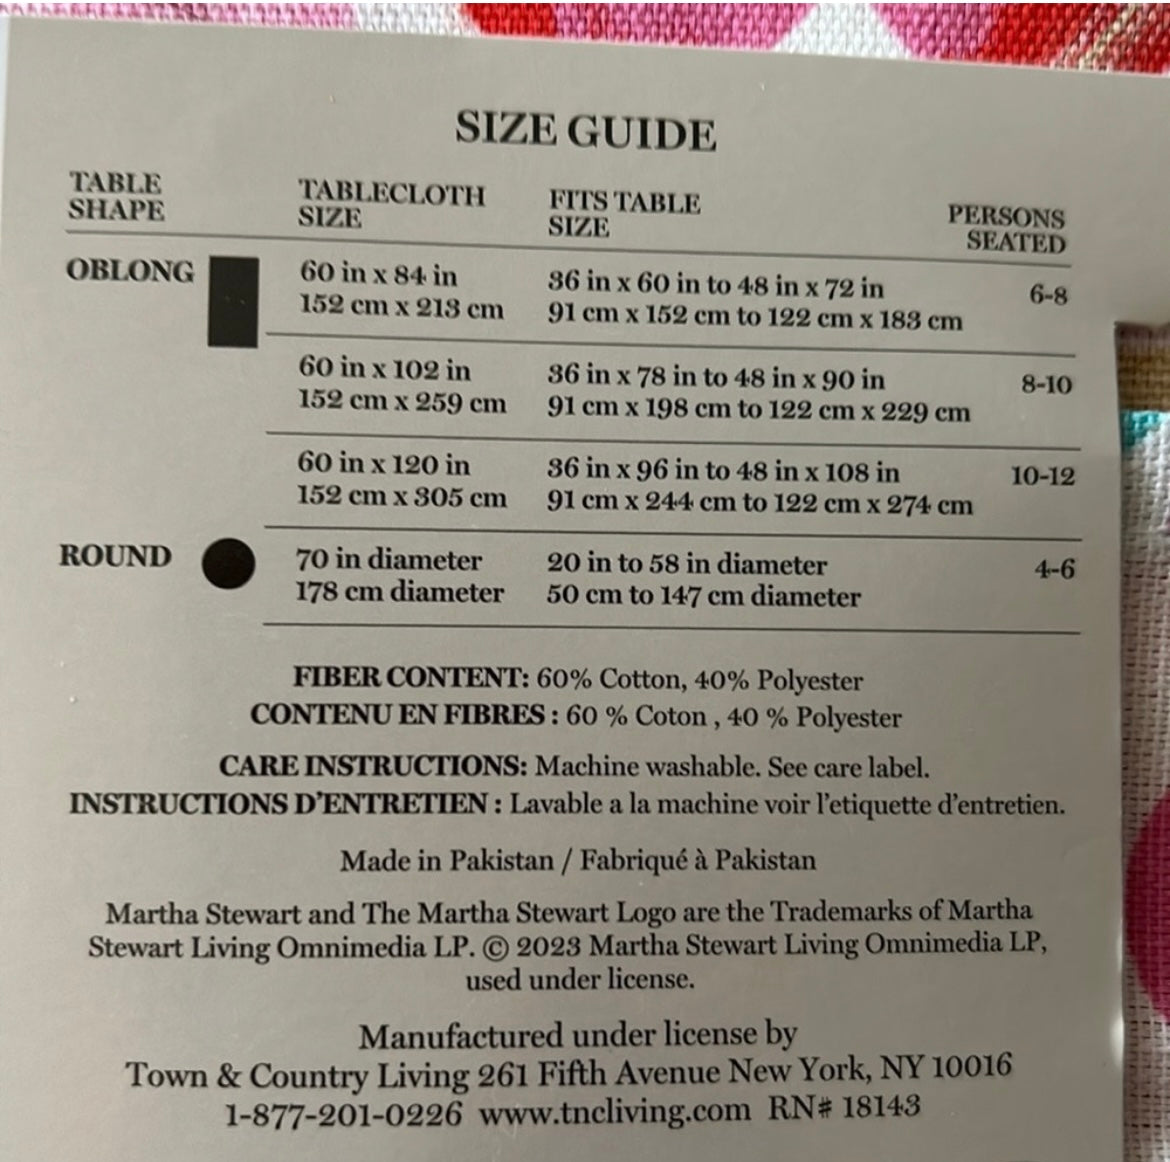 SIZE GUIDE
TABLE SHAPE TABLECLOTH SIZE FITS TABLE SIZE PERSONS SEATED
OBLONG 60 in x 84 in 36 in x 60 in to 48 in x 72 in 6-8
152 cm x 213 cm 91 cm x 152 cm to 122 cm x 183 cm
60 in x 102 in 36 in x 78 in to 48 in x 90 in 8-10
152 cm x 259 cm 91 cm x 198 cm to 122 cm x 229 cm
60 in x 120 in 36 in x 96 in to 48 in x 108 in 10-12
152 cm x 305 cm 91 cm x 244 cm to 122 cm x 274 cm
ROUND 70 in diameter 20 in to 58 in diameter 4-6
178 cm diameter 50 cm to 147 cm diameter
FIBER CONTENT: 60% Cotton, 40% Polyester
CONTENU EN FIBRES : 60 % Coton , 40 % Polyester
CARE INSTRUCTIONS: Machine washable. See care label.
INSTRUCTIONS D'ENTRETIEN : Lavable a la machine voir l'etiquette d'entretien.
Made in Pakistan / Fabriqué à Pakistan
Martha Stewart and The Martha Stewart Logo are the Trademarks of Martha
Stewart Living Omnimedia LP. © 2023 Martha Stewart Living Omnimedia LP,
used under license.
Manufactured under license by
Town & Country Living 261 Fifth Avenue New York, NY 10016
1-877-201-0226 www.tncliving.com RN# 18143